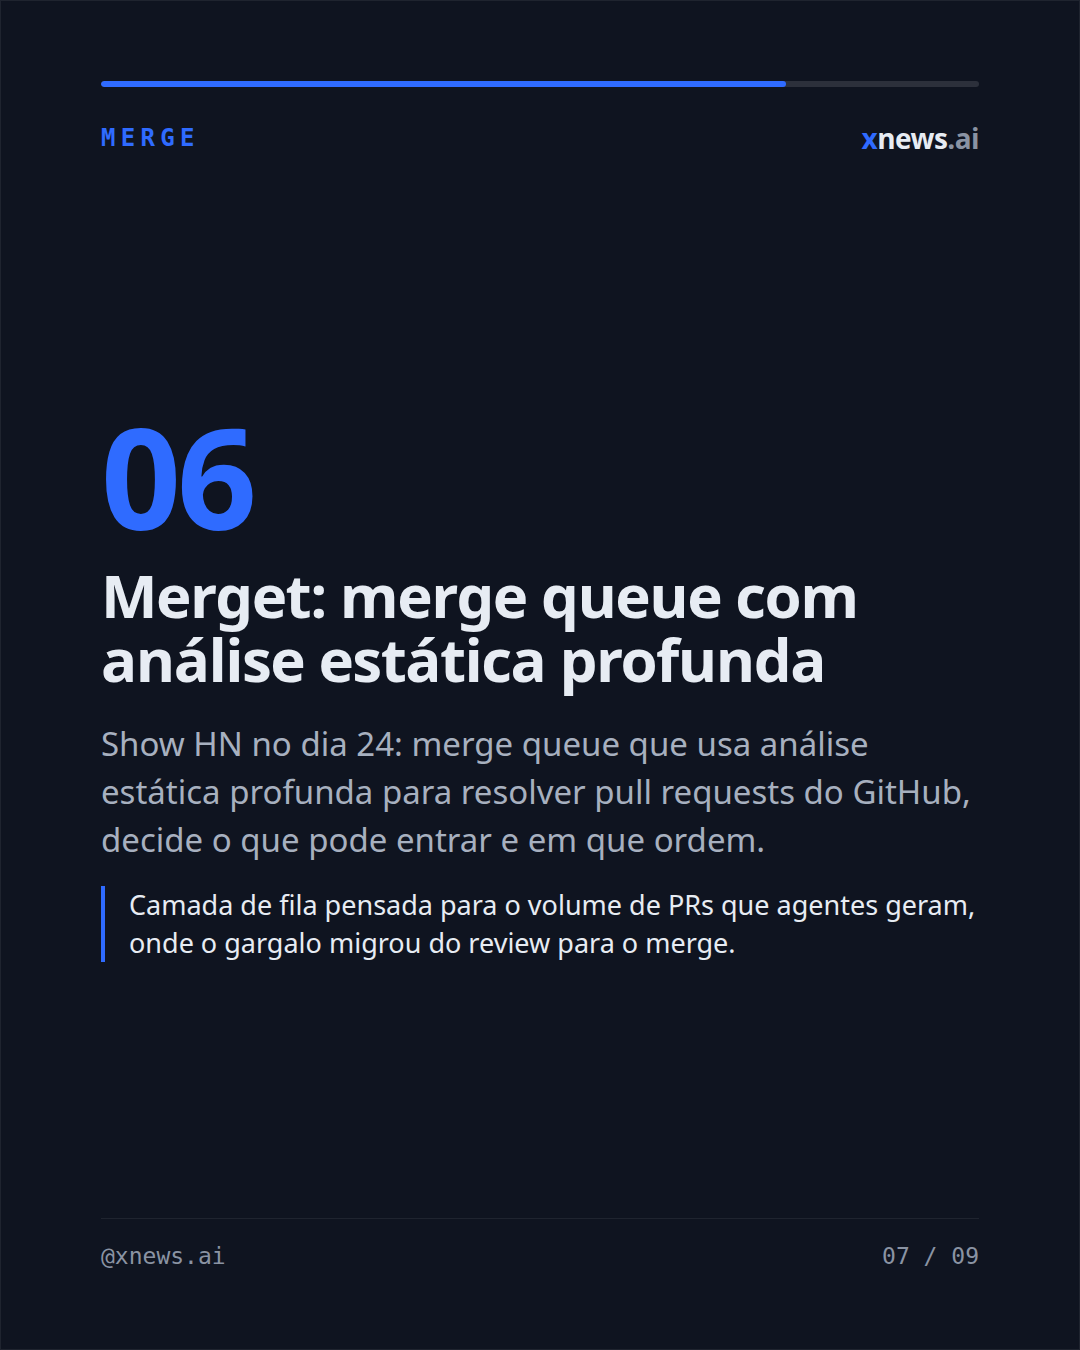 MERGE
xnews.ai
06
Merget: merge queue com
análise estática profunda
Show HN no dia 24: merge queue que usa análise
estática profunda para resolver pull requests do GitHub,
decide o que pode entrar e em que ordem.
Camada de fila pensada para o volume de PRs que agentes geram,
onde o gargalo migrou do review para o merge.
@xnews.ai
07 / 09